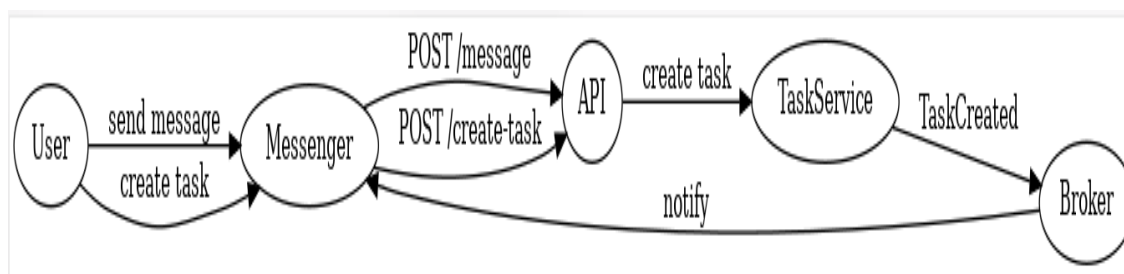 User
send message
create task
Messenger
POST /message
POST /create-task
API
create task
TaskService
TaskCreated
Broker
notify